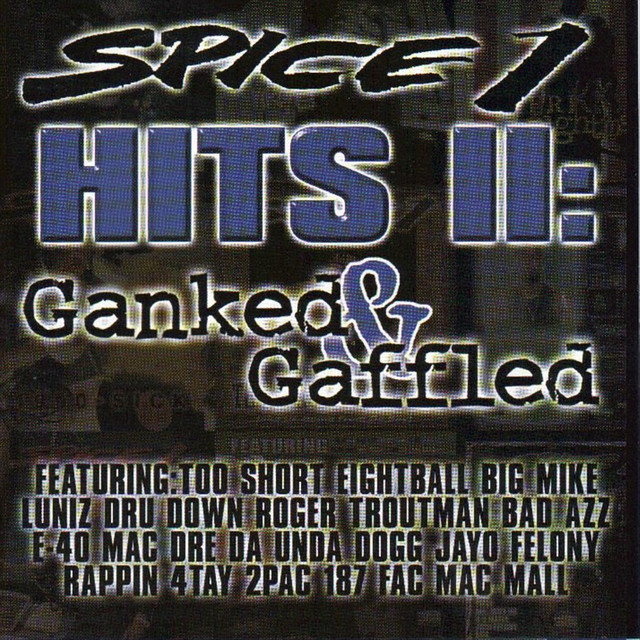 SPICE 1
HITS II:
Ganked &
Gaffled
FEATURING:TOO SHORT EIGHTBALL BIG MIKE
LUNIZ DRU DOWN ROGER TROUTMAN BAD AZZ
E-40 MAC DRE DA UNDA DOGG JAYO FELONY
RAPPIN 4TAY 2PAC 187 FAC MAC MALL
FEATURING